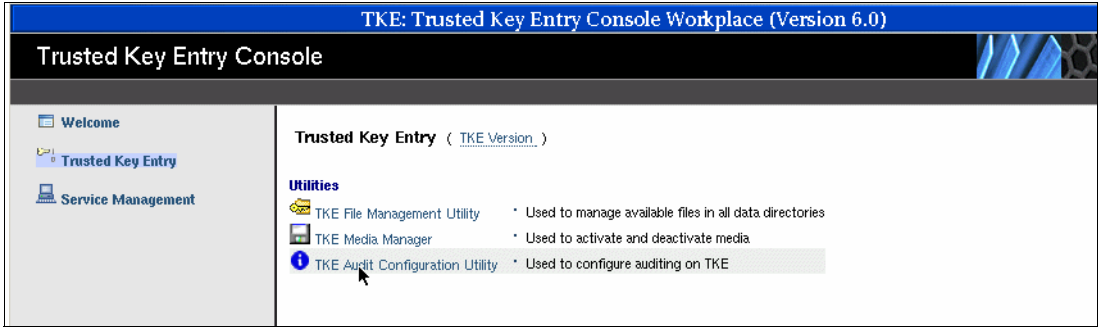 TKE: Trusted Key Entry Console Workplace (Version 6.0)
Trusted Key Entry Console
Welcome
Trusted Key Entry
Service Management
Trusted Key Entry ( TKE Version )
Utilities
TKE File Management Utility · Used to manage available files in all data directories
TKE Media Manager · Used to activate and deactivate media
TKE Audit Configuration Utility · Used to configure auditing on TKE